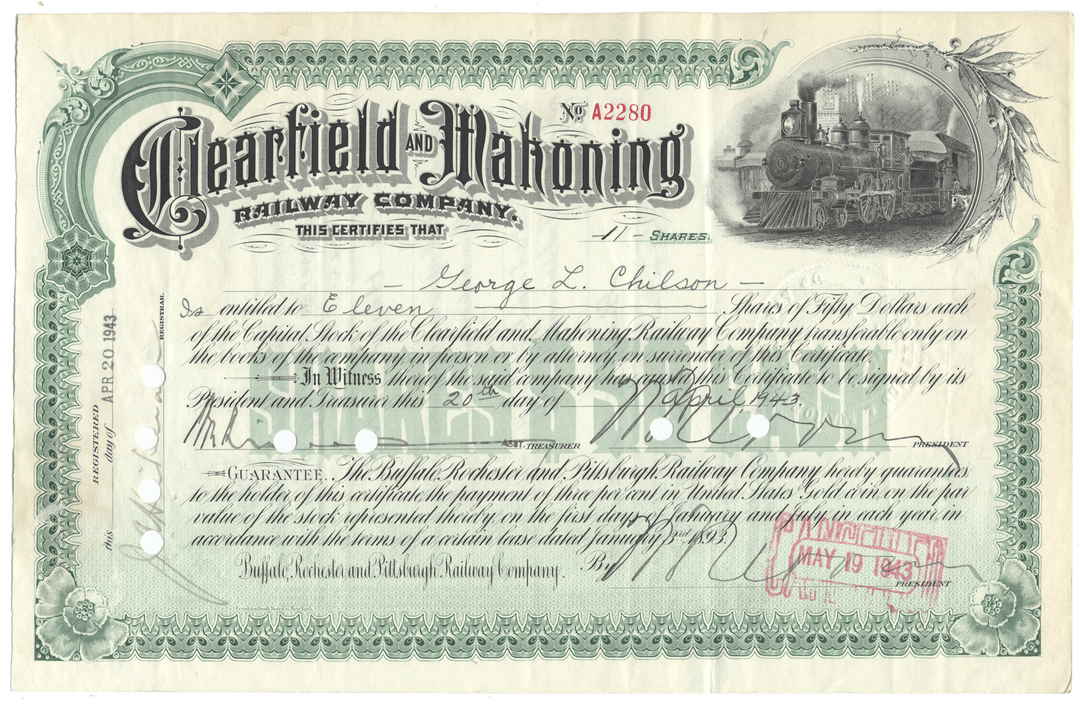 No. A2280
Clearfield AND Mahoning
RAILWAY COMPANY.
THIS CERTIFIES THAT
-11- SHARES.
- George L. Chilson -
Is entitled to Eleven Shares of Fifty Dollars each
of the Capital Stock of the Clearfield and Mahoning Railway Company transferable only on
the books of the company in person or by attorney on surrender of this Certificate.
In Witness thereof the said company has caused this Certificate to be signed by its
President and Treasurer this 20th day of April 1943.
ASST. TREASURER
PRESIDENT
GUARANTEE. The Buffalo, Rochester and Pittsburgh Railway Company hereby guarantees
to the holder of this certificate the payment of three per cent in United States Gold coin, on the par
value of the stock represented thereby, on the first day of January and July in each year, in
accordance with the terms of a certain lease dated January 3rd 1893.
Buffalo, Rochester and Pittsburgh Railway Company. By
PRESIDENT
MAY 19 1943
REGISTERED
this day of APR 20 1943
REGISTRAR.